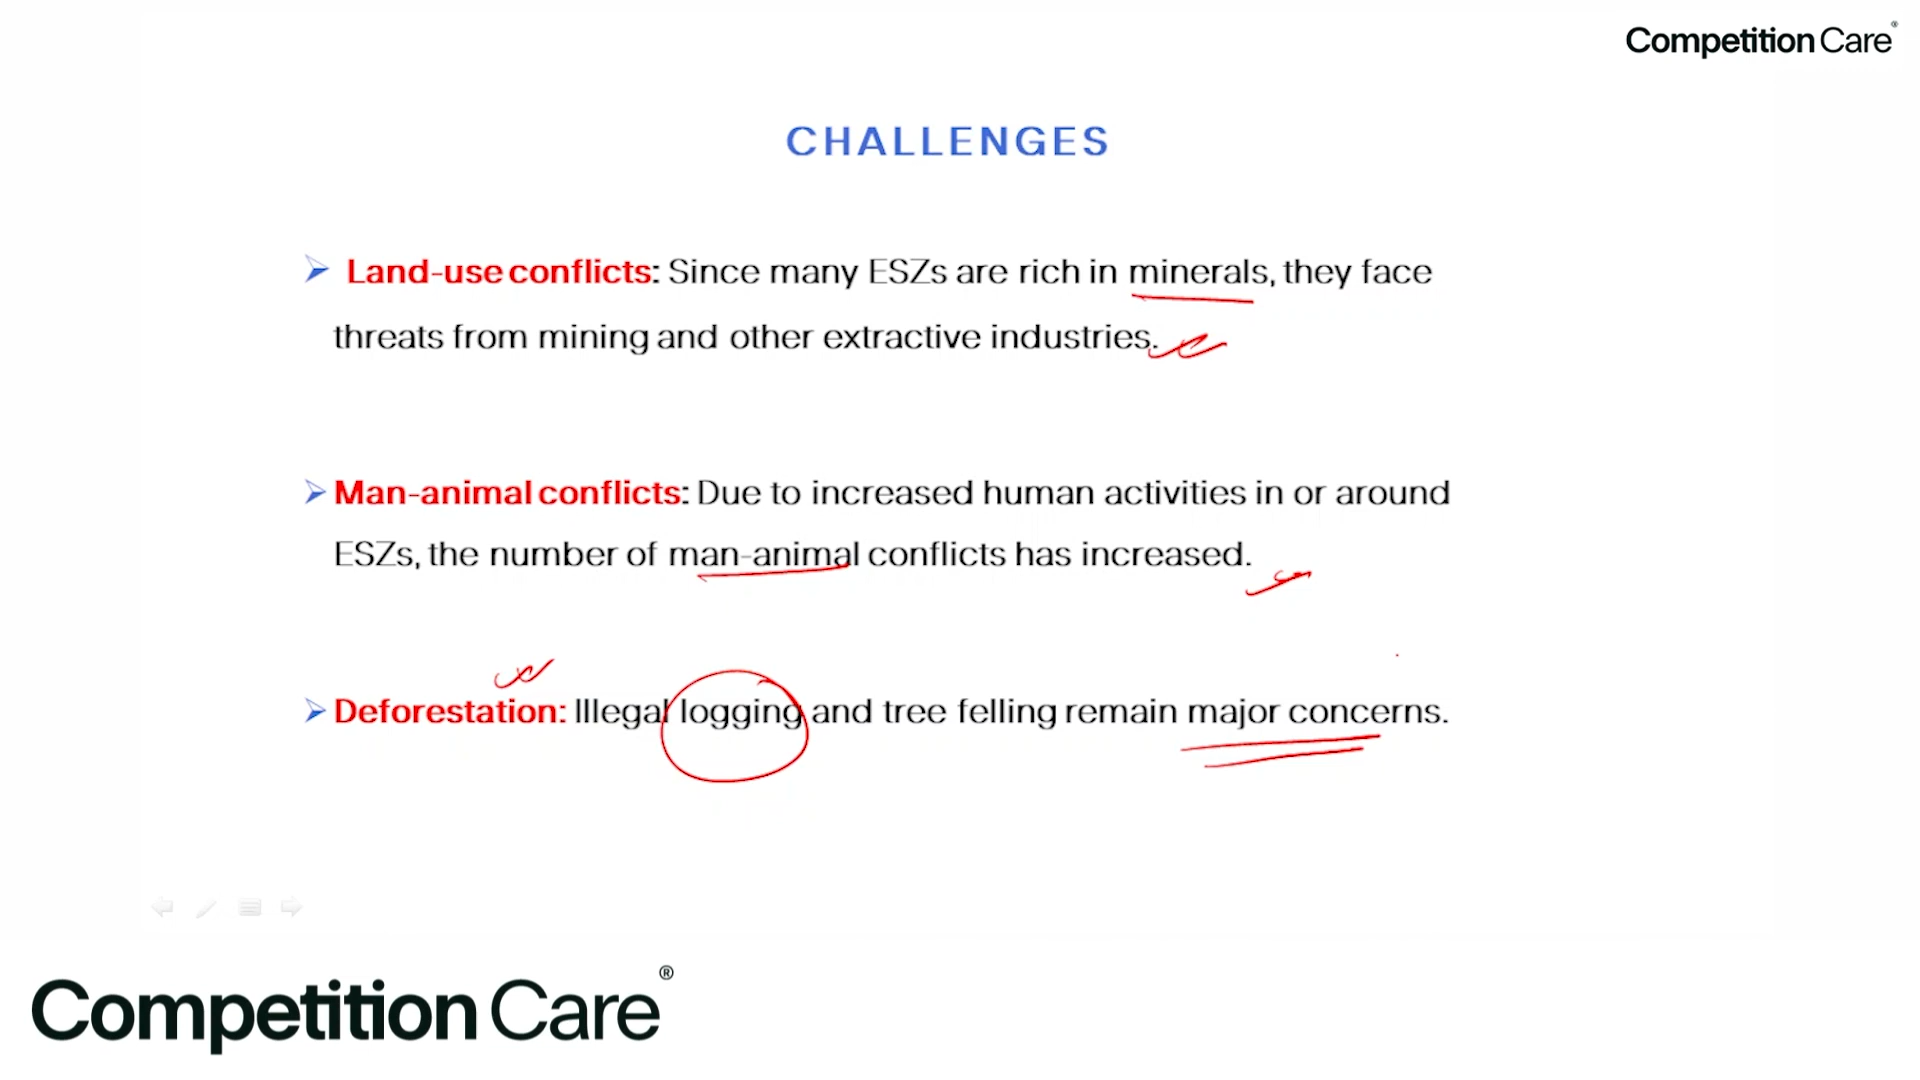 Competition Care®
CHALLENGES
➢ Land-use conflicts: Since many ESZs are rich in minerals, they face
threats from mining and other extractive industries.
➢ Man-animal conflicts: Due to increased human activities in or around
ESZs, the number of man-animal conflicts has increased.
➢ Deforestation: Illegal logging and tree felling remain major concerns.
Competition Care®